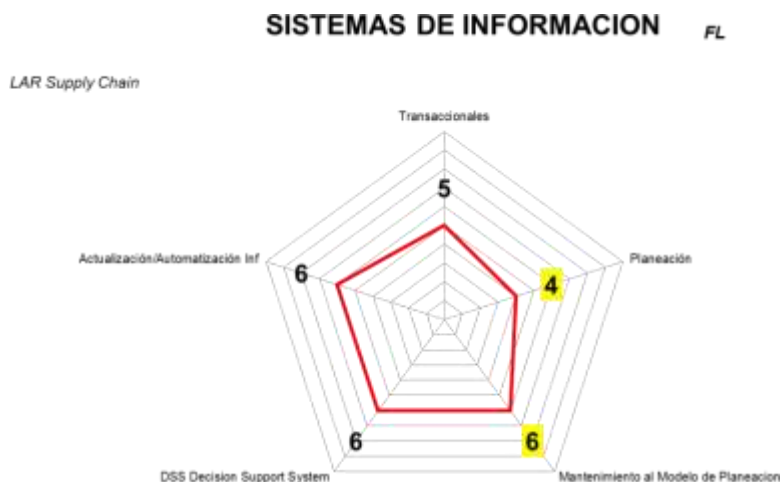 SISTEMAS DE INFORMACION FL
LAR Supply Chain
Transaccionales
5
Actualización/Automatización Inf
6
4
Planeación
6
6
DSS Decision Support System
Mantenimiento al Modelo de Planeacion